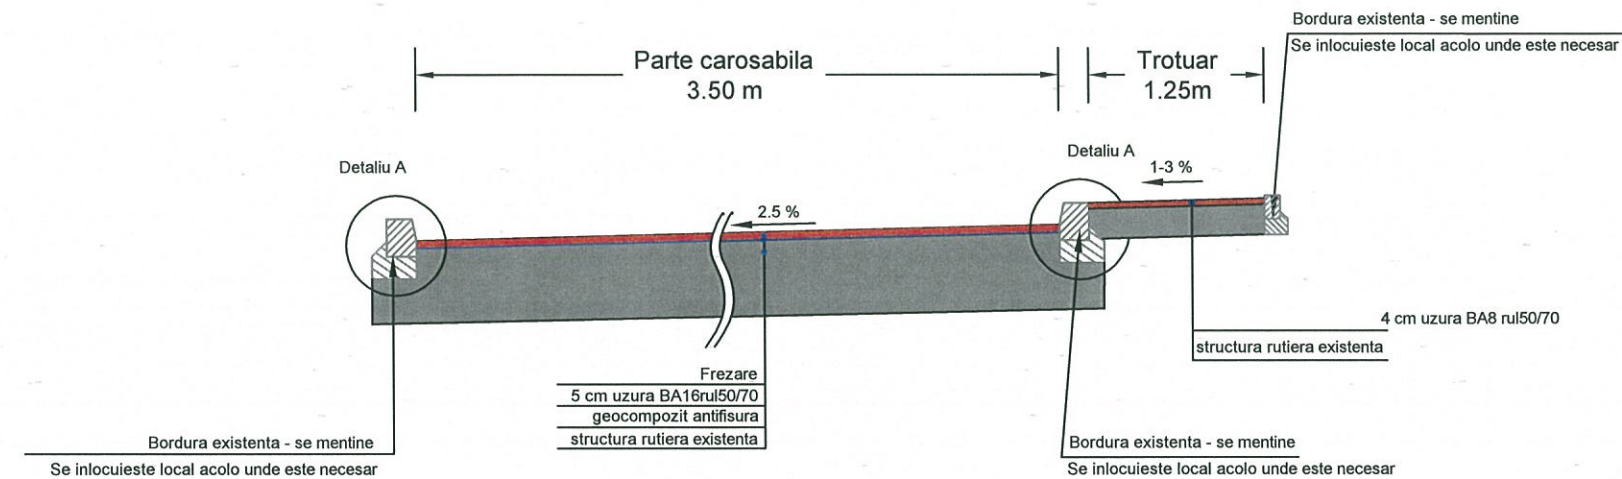 Bordura existenta - se mentine
Se inlocuieste local acolo unde este necesar
Parte carosabila
3.50 m
Trotuar
1.25m
Detaliu A
Detaliu A
1-3 %
2.5 %
4 cm uzura BA8 rul50/70
structura rutiera existenta
Frezare
5 cm uzura BA16rul50/70
geocompozit antifisura
structura rutiera existenta
Bordura existenta - se mentine
Se inlocuieste local acolo unde este necesar
Bordura existenta - se mentine
Se inlocuieste local acolo unde este necesar